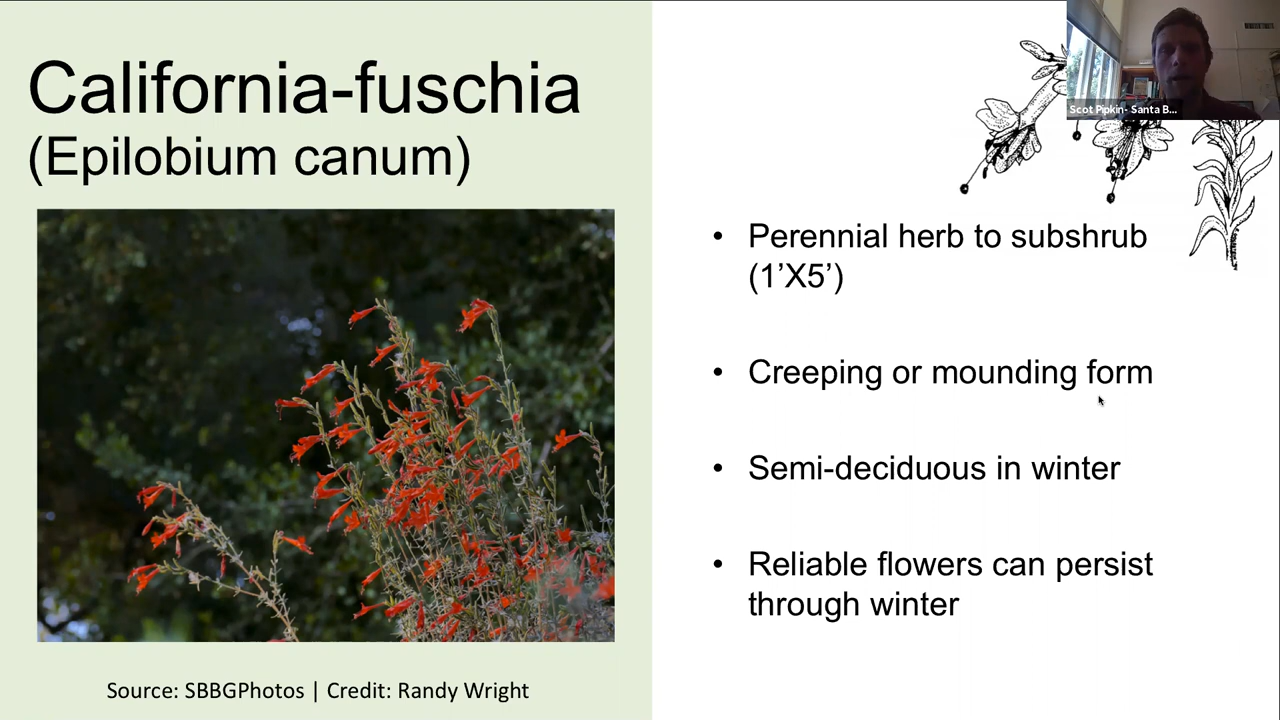 California-fuschia
(Epilobium canum)
Scot Pipkin- Santa B...
• Perennial herb to subshrub
(1’X5’)
• Creeping or mounding form
• Semi-deciduous in winter
• Reliable flowers can persist
through winter
Source: SBBGPhotos | Credit: Randy Wright